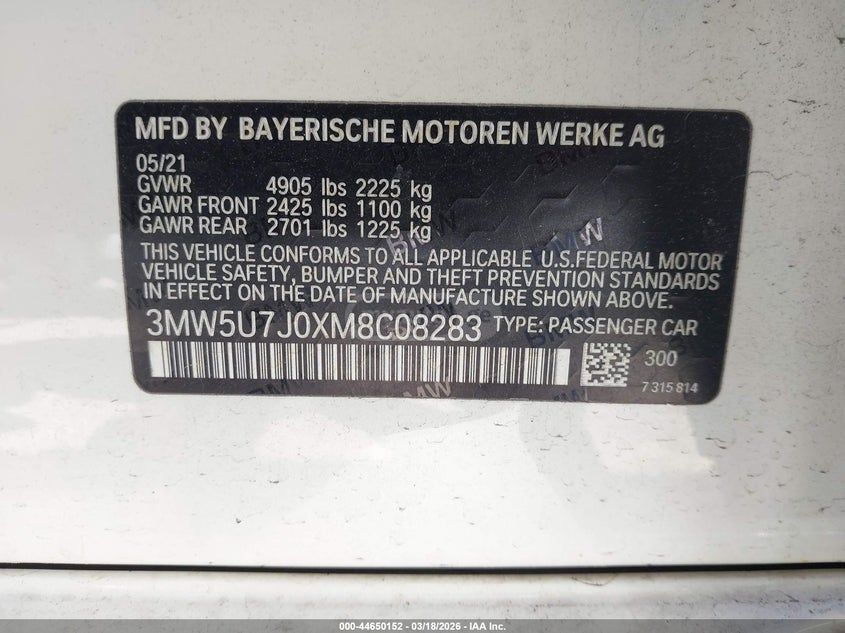 MFD BY BAYERISCHE MOTOREN WERKE AG
05/21
GVWR 4905 lbs 2225 kg
GAWR FRONT 2425 lbs 1100 kg
GAWR REAR 2701 lbs 1225 kg
THIS VEHICLE CONFORMS TO ALL APPLICABLE U.S.FEDERAL MOTOR
VEHICLE SAFETY, BUMPER AND THEFT PREVENTION STANDARDS
IN EFFECT ON THE DATE OF MANUFACTURE SHOWN ABOVE.
3MW5U7J0XM8C08283 TYPE: PASSENGER CAR
300
7 315 814
000-44650152 — 03/18/2026 — IAA Inc.